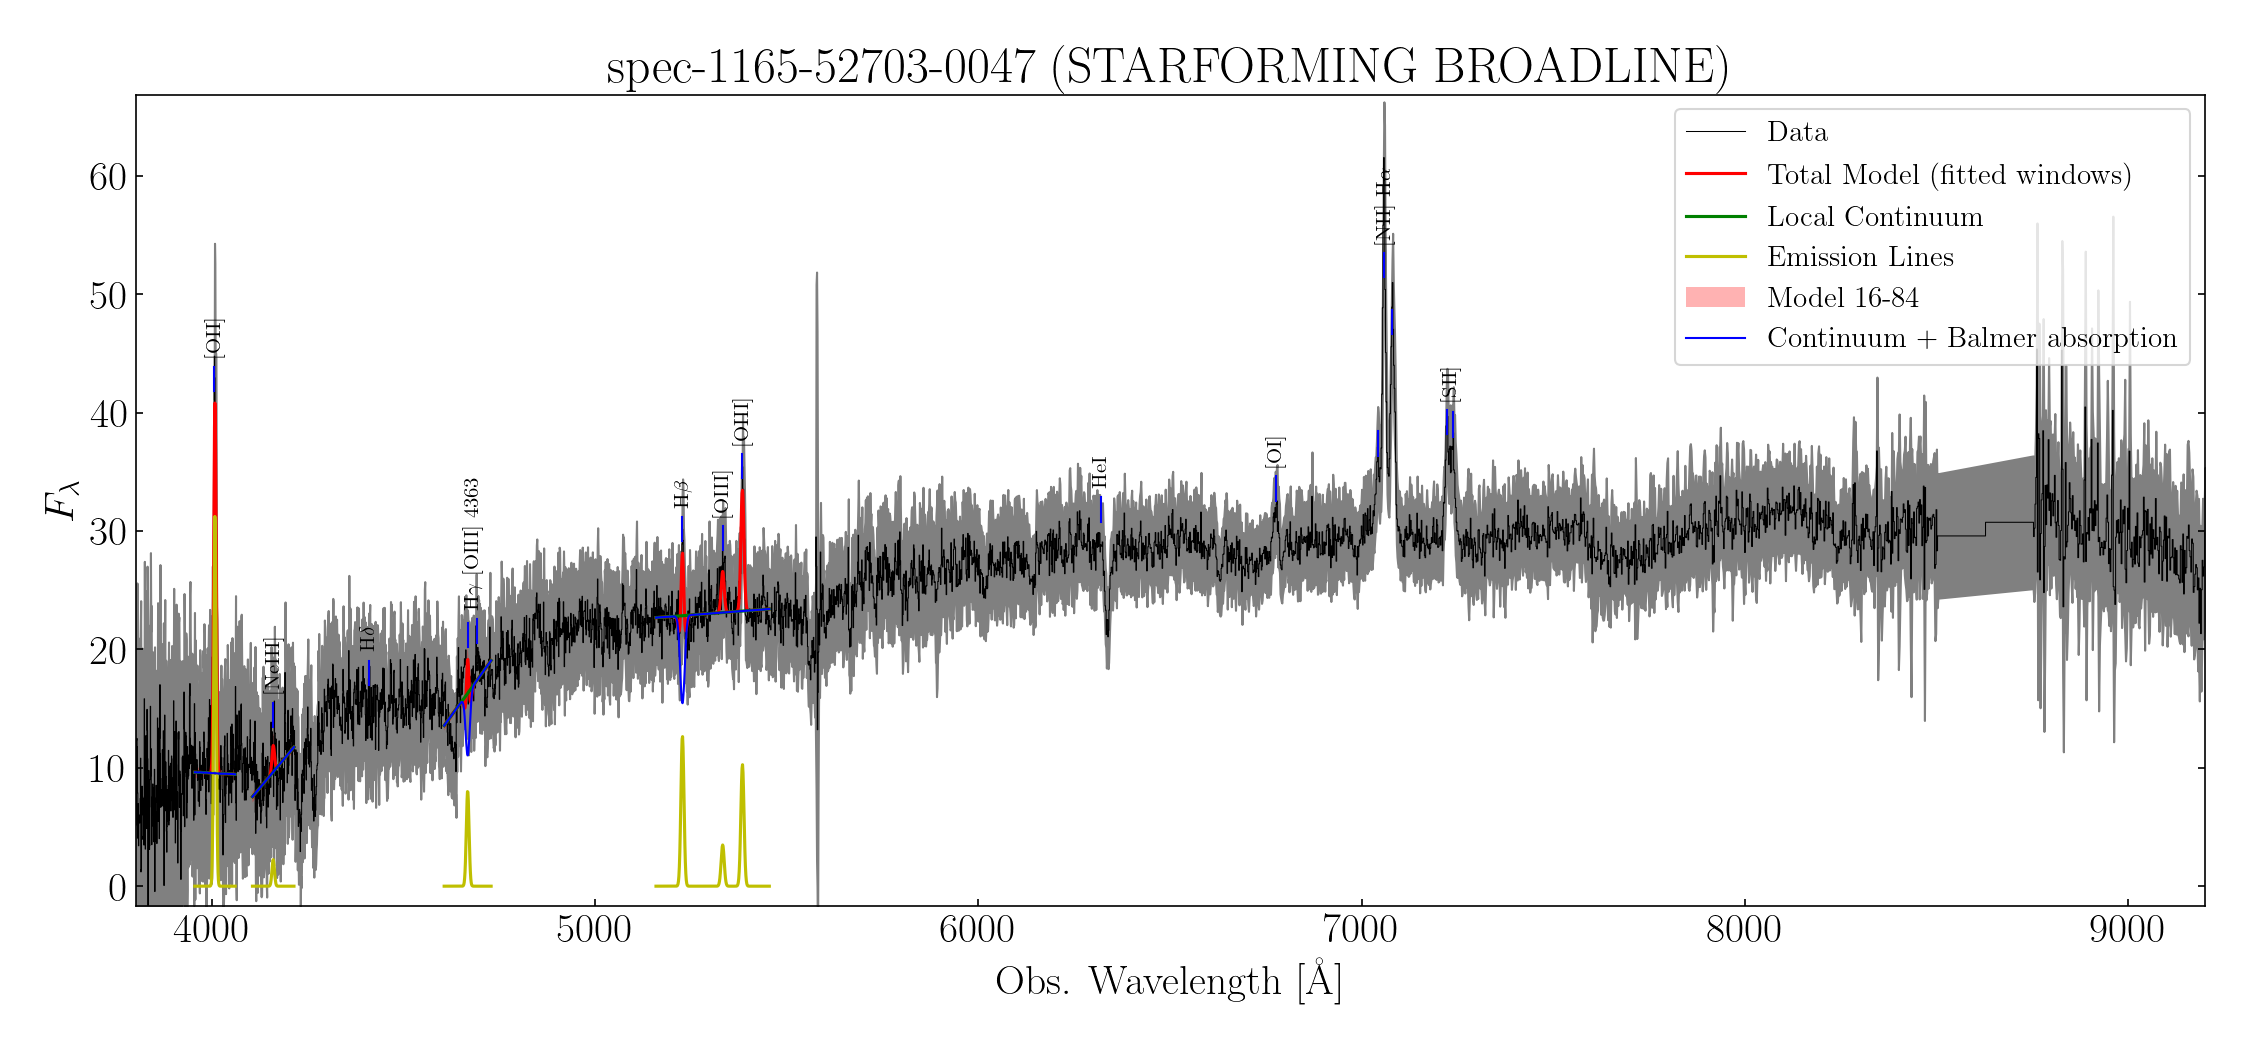 spec-1165-52703-0047 (STARFORMING BROADLINE)
Data
Total Model (fitted windows)
Local Continuum
Emission Lines
Model 16-84
Continuum + Balmer absorption
Fλ
60
50
40
30
20
10
0
[OII]
[NeIII]
Hδ
Hγ [OIII] 4363
Hβ
[OIII]
[OIII]
HeI
[OI]
[NII] Hα
[SII]
4000
5000
6000
7000
8000
9000
Obs. Wavelength [Å]